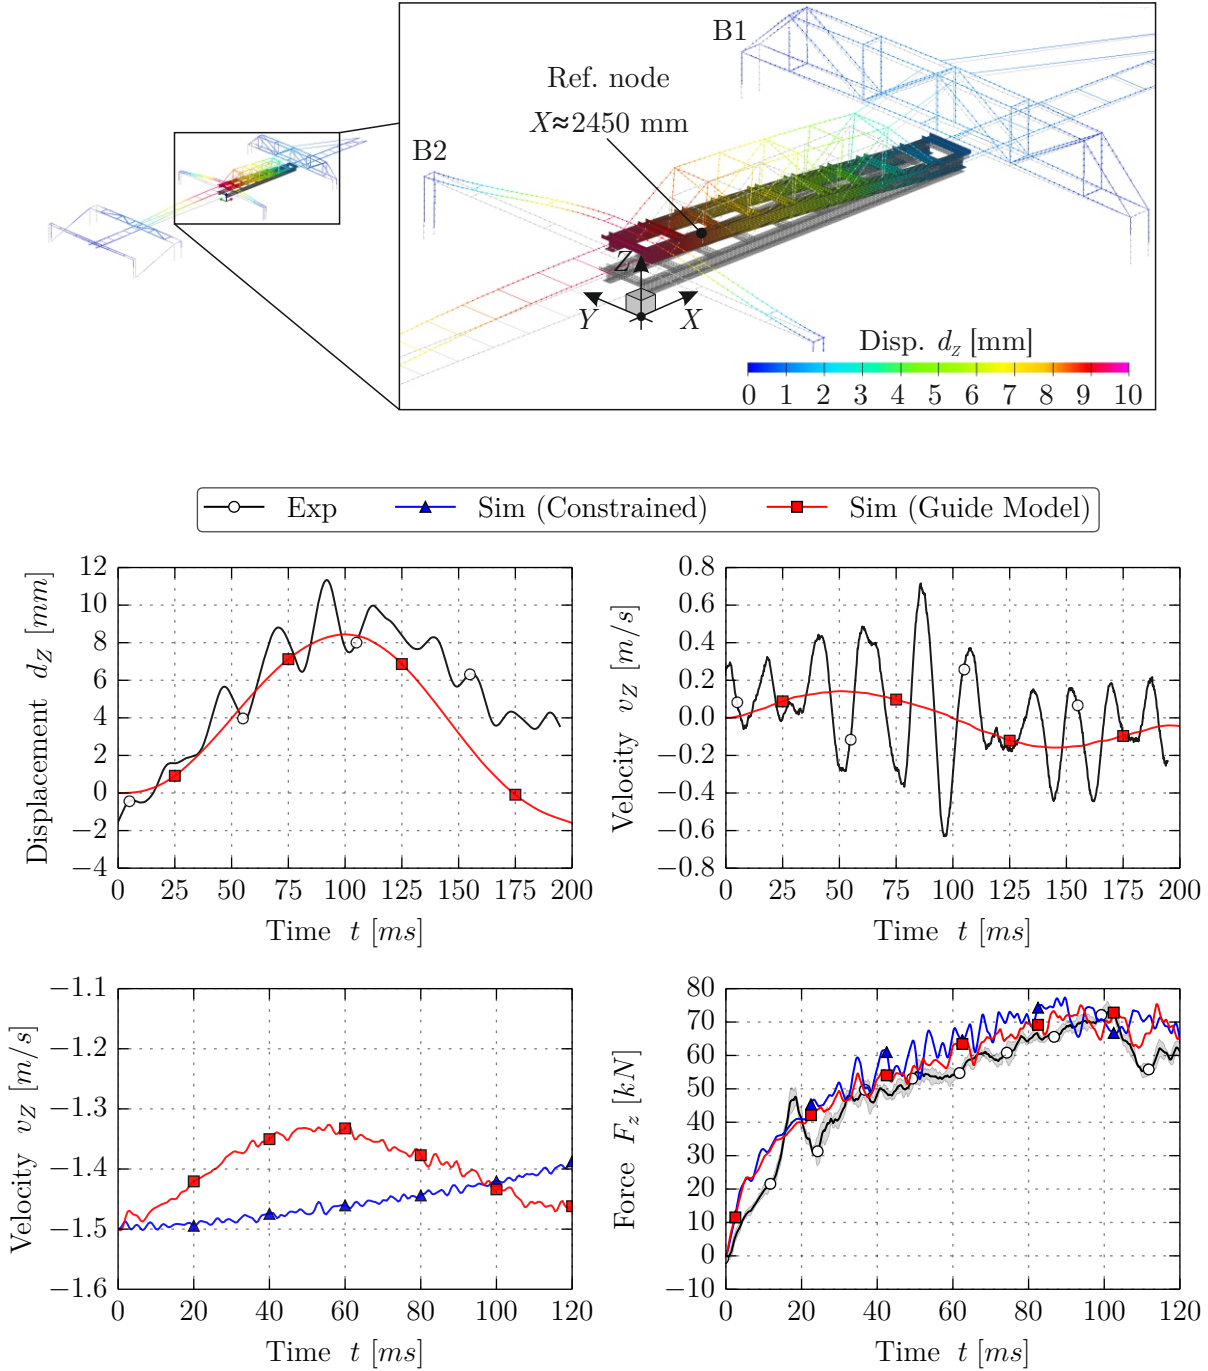 B1
Ref. node
X≈2450 mm
B2
Z
Y
X
Disp. d_Z [mm]
0 1 2 3 4 5 6 7 8 9 10
Exp
Sim (Constrained)
Sim (Guide Model)
Displacement d_Z [mm]
12
10
8
6
4
2
0
−2
−4
0 25 50 75 100 125 150 175 200
Time t [ms]
Velocity v_Z [m/s]
0.8
0.6
0.4
0.2
0.0
−0.2
−0.4
−0.6
−0.8
0 25 50 75 100 125 150 175 200
Time t [ms]
Velocity v_Z [m/s]
−1.1
−1.2
−1.3
−1.4
−1.5
−1.6
0 20 40 60 80 100 120
Time t [ms]
Force F_z [kN]
80
70
60
50
40
30
20
10
0
−10
0 20 40 60 80 100 120
Time t [ms]